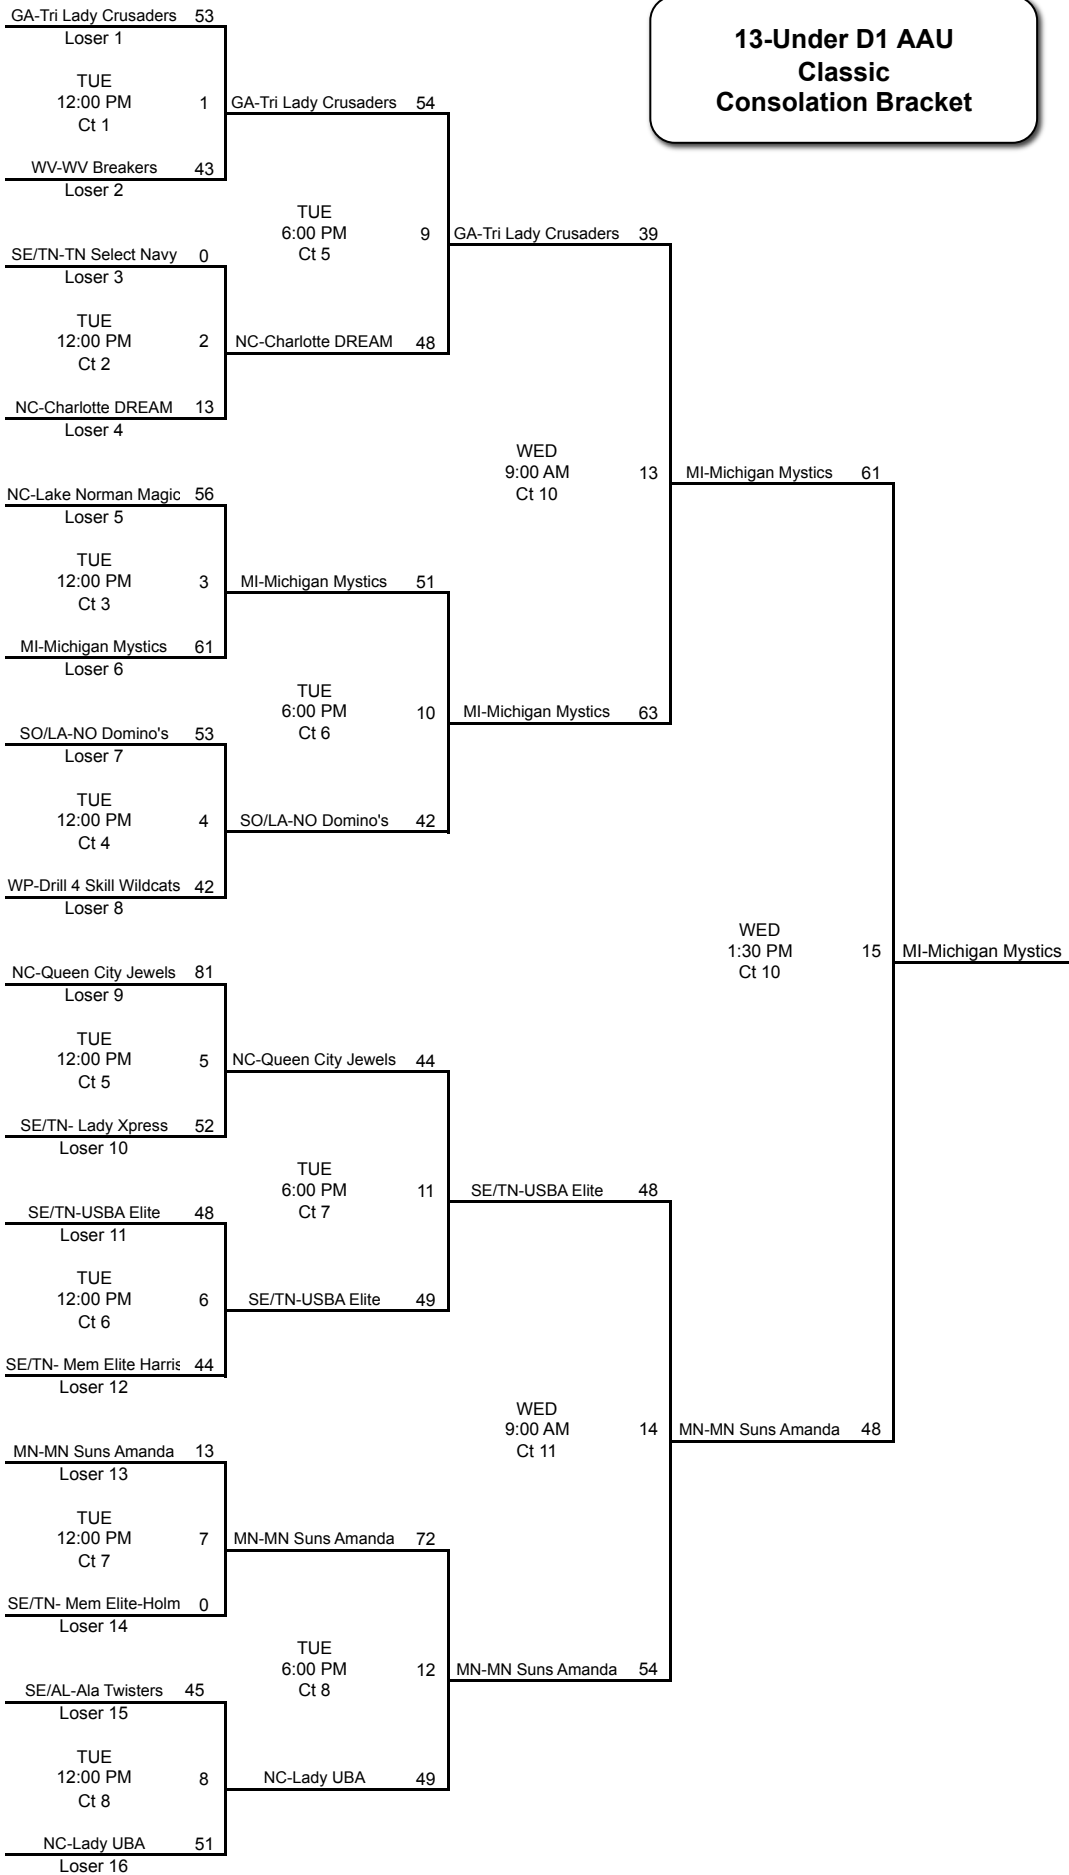 13-Under D1 AAU
Classic
Consolation Bracket
GA-Tri Lady Crusaders 53
Loser 1
TUE
12:00 PM 1
Ct 1
WV-WV Breakers 43
Loser 2
SE/TN-TN Select Navy 0
Loser 3
TUE
12:00 PM 2
Ct 2
NC-Charlotte DREAM 13
Loser 4
NC-Lake Norman Magic 56
Loser 5
TUE
12:00 PM 3
Ct 3
MI-Michigan Mystics 61
Loser 6
SO/LA-NO Domino's 53
Loser 7
TUE
12:00 PM 4
Ct 4
WP-Drill 4 Skill Wildcats 42
Loser 8
NC-Queen City Jewels 81
Loser 9
TUE
12:00 PM 5
Ct 5
SE/TN- Lady Xpress 52
Loser 10
SE/TN-USBA Elite 48
Loser 11
TUE
12:00 PM 6
Ct 6
SE/TN- Mem Elite Harris 44
Loser 12
MN-MN Suns Amanda 13
Loser 13
TUE
12:00 PM 7
Ct 7
SE/TN- Mem Elite-Holm 0
Loser 14
SE/AL-Ala Twisters 45
Loser 15
TUE
12:00 PM 8
Ct 8
NC-Lady UBA 51
Loser 16
GA-Tri Lady Crusaders 54
TUE
6:00 PM 9
Ct 5
NC-Charlotte DREAM 48
MI-Michigan Mystics 51
TUE
6:00 PM 10
Ct 6
SO/LA-NO Domino's 42
NC-Queen City Jewels 44
TUE
6:00 PM 11
Ct 7
SE/TN-USBA Elite 49
MN-MN Suns Amanda 72
TUE
6:00 PM 12
Ct 8
NC-Lady UBA 49
GA-Tri Lady Crusaders 39
WED
9:00 AM 13
Ct 10
MI-Michigan Mystics 63
SE/TN-USBA Elite 48
WED
9:00 AM 14
Ct 11
MN-MN Suns Amanda 54
MI-Michigan Mystics 61
WED
1:30 PM 15
Ct 10
MN-MN Suns Amanda 48
MI-Michigan Mystics